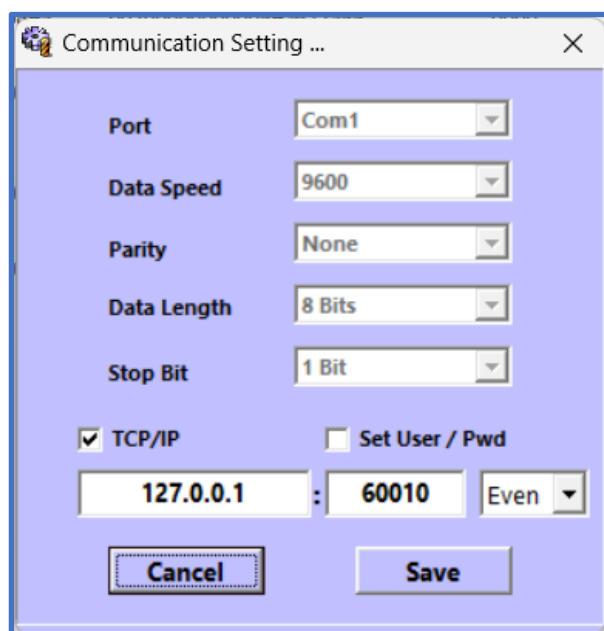 Communication Setting ...
Port Com1
Data Speed 9600
Parity None
Data Length 8 Bits
Stop Bit 1 Bit
TCP/IP Set User / Pwd
127.0.0.1 : 60010 Even
Cancel Save